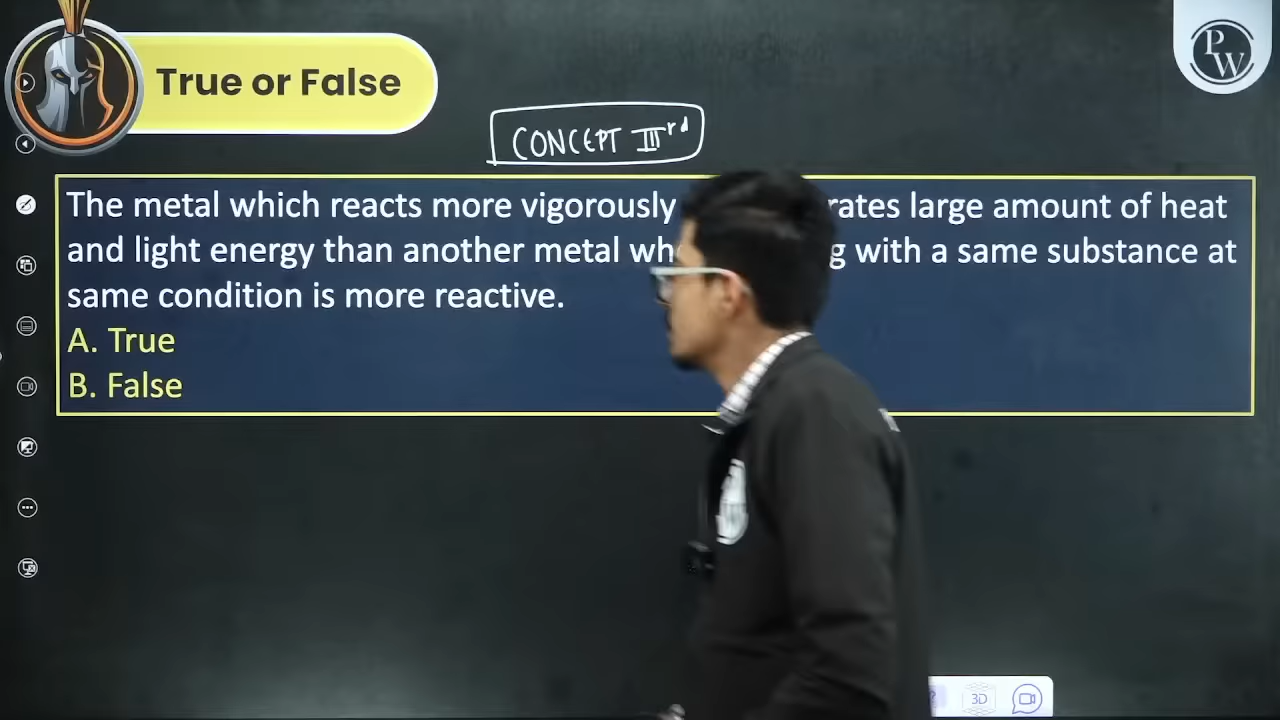 True or False
PW
CONCEPT IIIrd
The metal which reacts more vigorously rates large amount of heat
and light energy than another metal wh g with a same substance at
same condition is more reactive.
A. True
B. False
3D